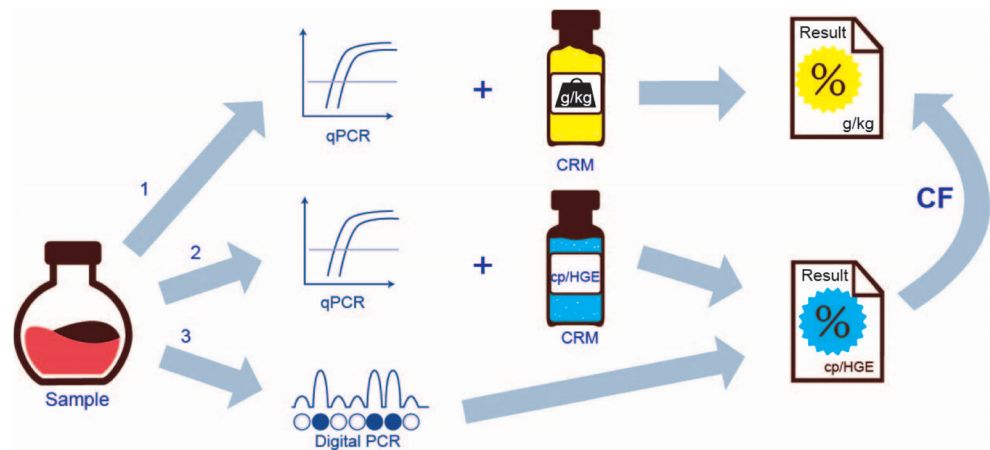 1
qPCR
+
g/kg
CRM
Result
%
g/kg
2
qPCR
+
cp/HGE
CRM
CF
Result
%
cp/HGE
Sample
3
Digital PCR